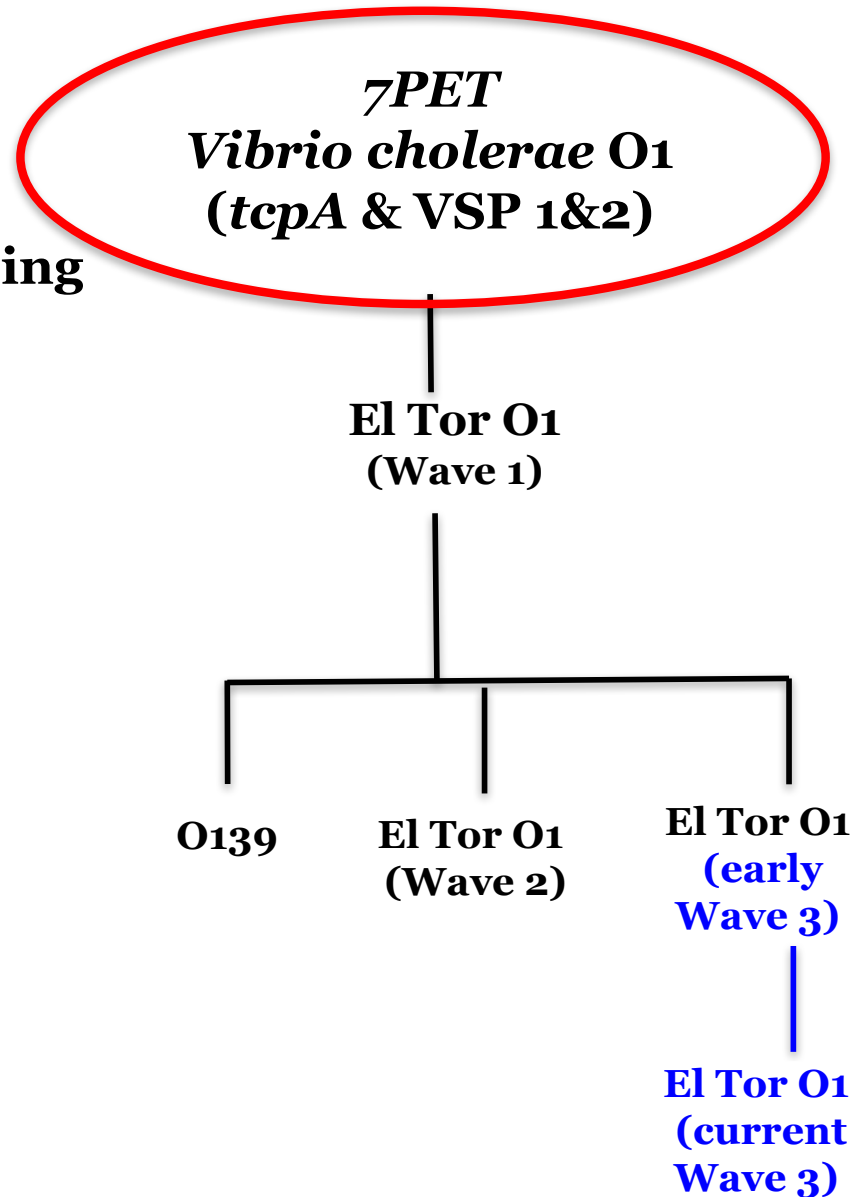 7PET
Vibrio cholerae O1
(tcpA & VSP 1&2)
ing
El Tor O1
(Wave 1)
O139
El Tor O1
(Wave 2)
El Tor O1
(early
Wave 3)
El Tor O1
(current
Wave 3)